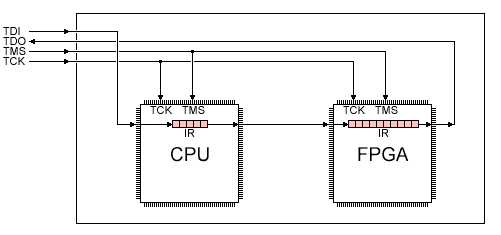 TDI
TDO
TMS
TCK
TCK TMS
IR
CPU
TCK TMS
IR
FPGA